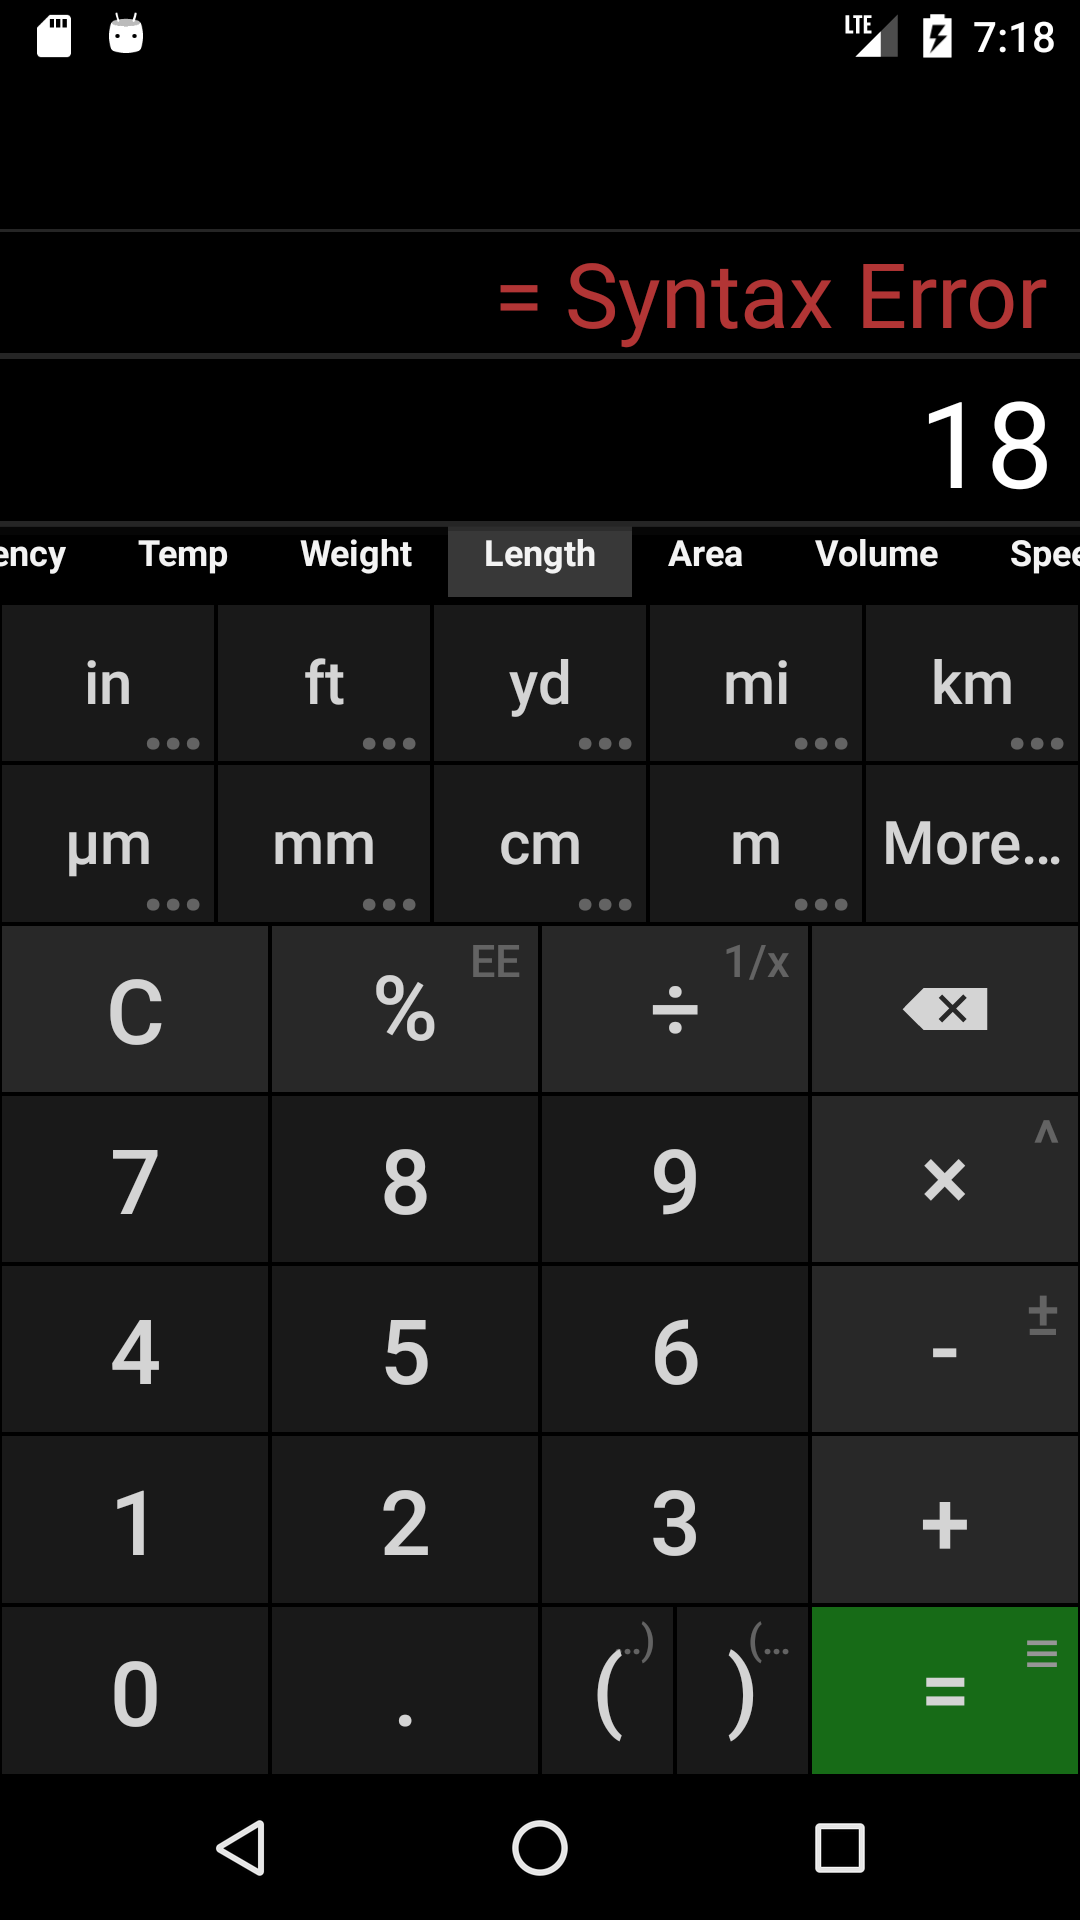 LTE 7:18
= Syntax Error
18
ency Temp Weight Length Area Volume Spee
in ft yd mi km
µm mm cm m More...
C % EE ÷ 1/x
7 8 9 × ^
4 5 6 - ±
1 2 3 +
0 . ( ..) ) (... =